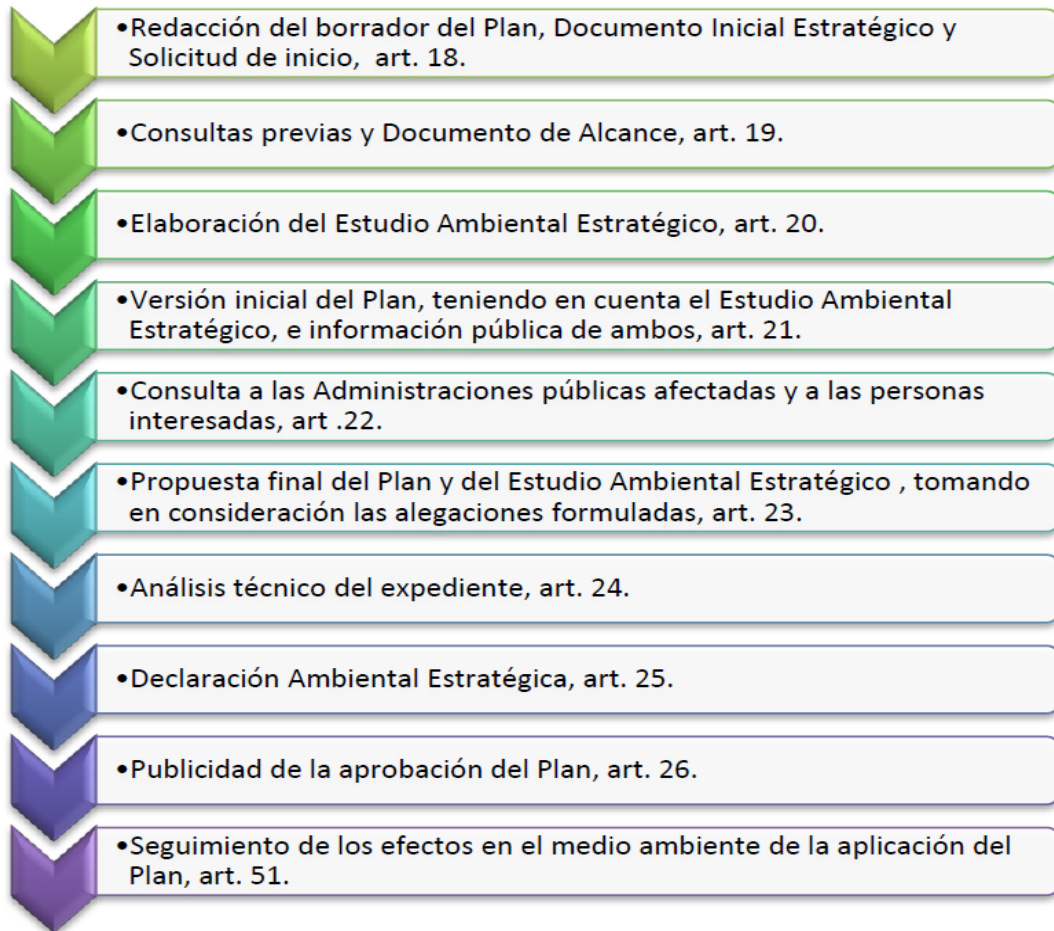 •Redacción del borrador del Plan, Documento Inicial Estratégico y
Solicitud de inicio, art. 18.
•Consultas previas y Documento de Alcance, art. 19.
•Elaboración del Estudio Ambiental Estratégico, art. 20.
•Versión inicial del Plan, teniendo en cuenta el Estudio Ambiental
Estratégico, e información pública de ambos, art. 21.
•Consulta a las Administraciones públicas afectadas y a las personas
interesadas, art .22.
•Propuesta final del Plan y del Estudio Ambiental Estratégico , tomando
en consideración las alegaciones formuladas, art. 23.
•Análisis técnico del expediente, art. 24.
•Declaración Ambiental Estratégica, art. 25.
•Publicidad de la aprobación del Plan, art. 26.
•Seguimiento de los efectos en el medio ambiente de la aplicación del
Plan, art. 51.